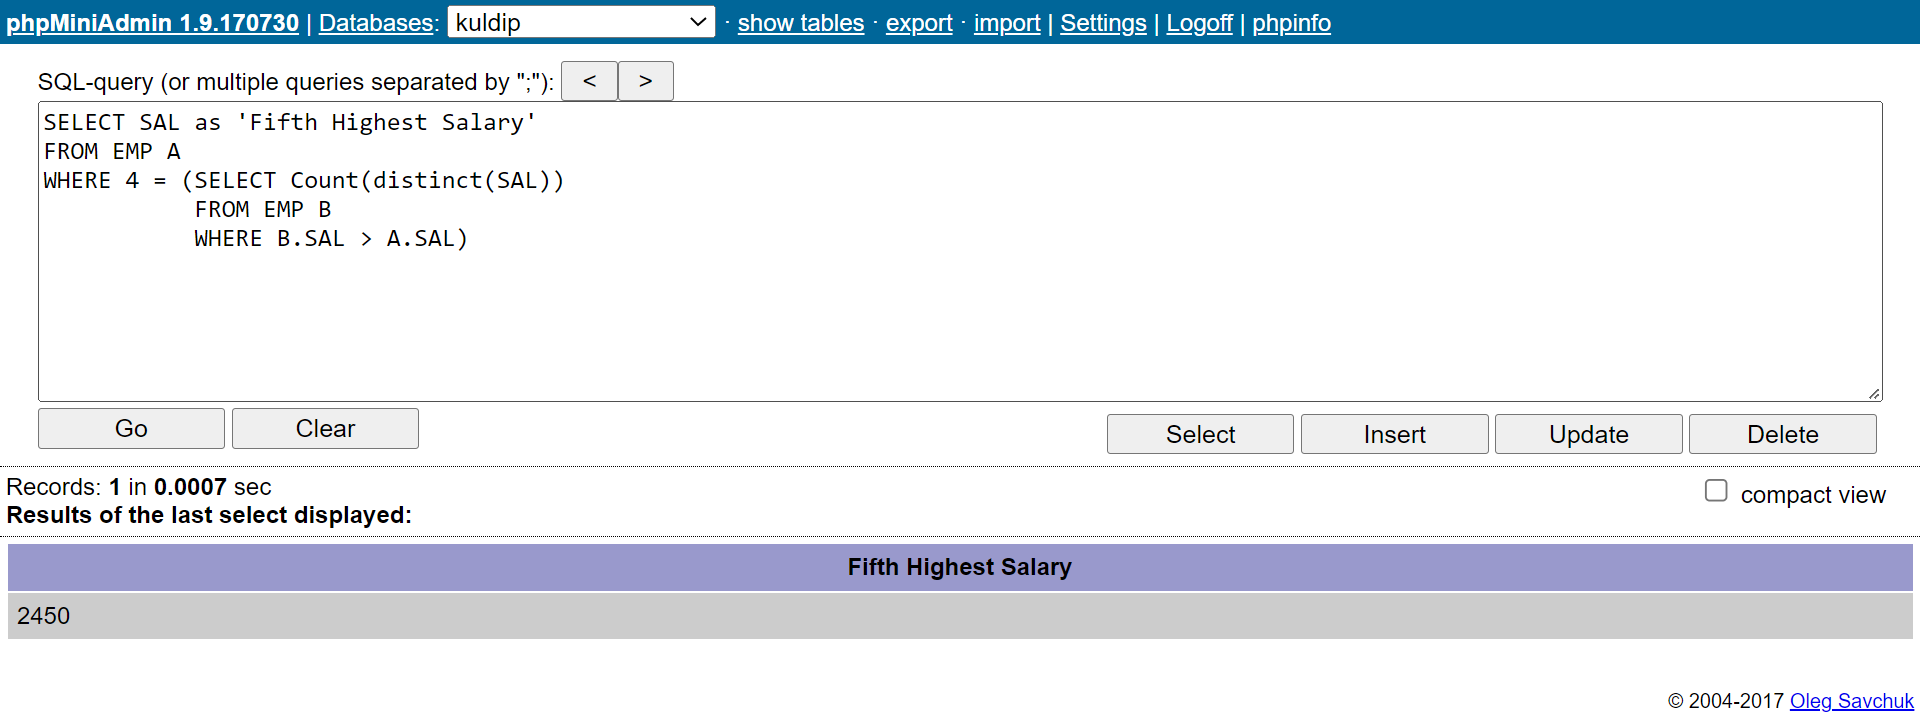 phpMiniAdmin 1.9.170730 | Databases: kuldip · show tables · export · import | Settings | Logoff | phpinfo
SQL-query (or multiple queries separated by ";"): < >
SELECT SAL as 'Fifth Highest Salary'
FROM EMP A
WHERE 4 = (SELECT Count(distinct(SAL))
FROM EMP B
WHERE B.SAL > A.SAL)
Go Clear Select Insert Update Delete
Records: 1 in 0.0007 sec
compact view
Results of the last select displayed:
Fifth Highest Salary
2450
© 2004-2017 Oleg Savchuk